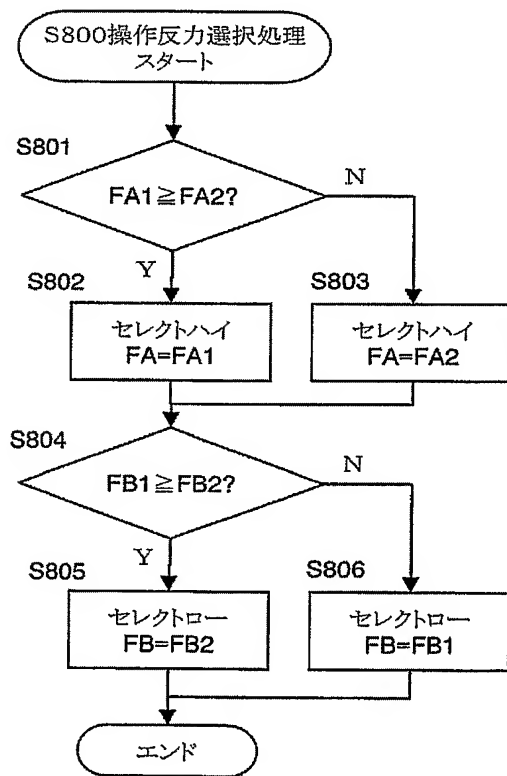 S800操作反力選択処理
スタート
S801
FA1≧FA2?
N
Y
S802
セレクトハイ
FA=FA1
S803
セレクトハイ
FA=FA2
S804
FB1≧FB2?
N
Y
S805
セレクトロー
FB=FB2
S806
セレクトロー
FB=FB1
エンド